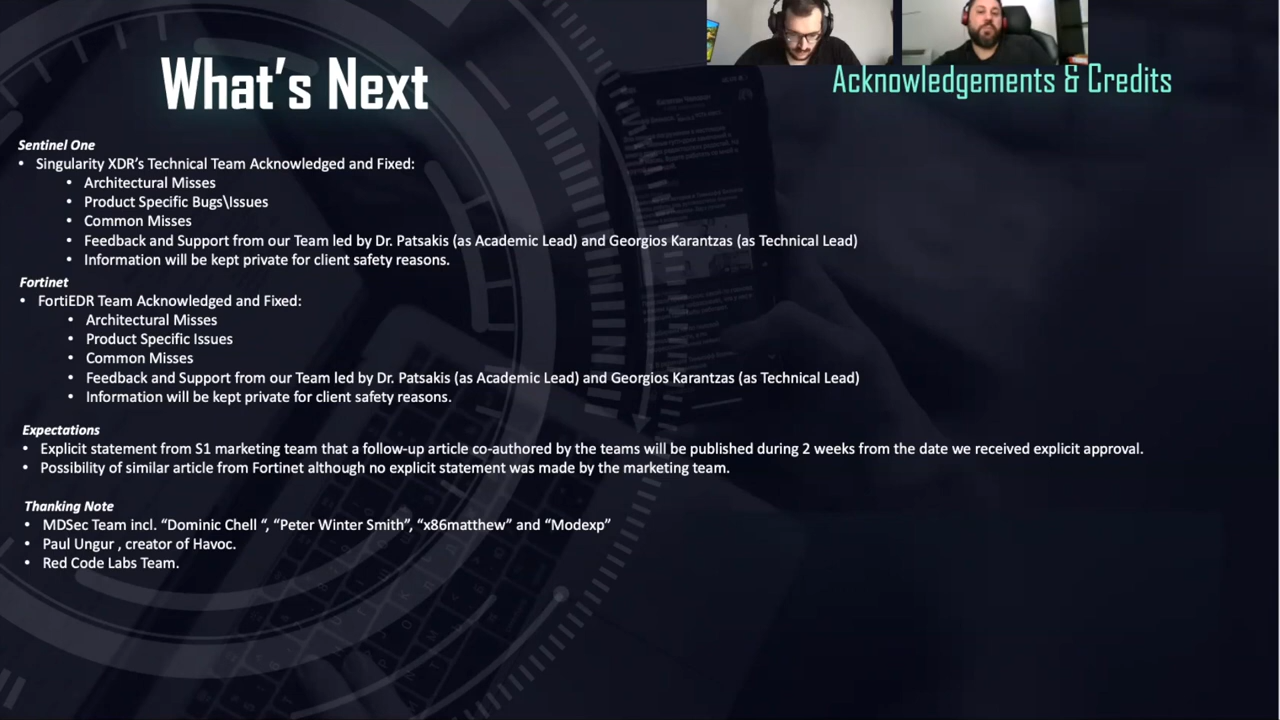 What's Next
Acknowledgements & Credits
Sentinel One
• Singularity XDR's Technical Team Acknowledged and Fixed:
• Architectural Misses
• Product Specific Bugs\Issues
• Common Misses
• Feedback and Support from our Team led by Dr. Patsakis (as Academic Lead) and Georgios Karantzas (as Technical Lead)
• Information will be kept private for client safety reasons.
Fortinet
• FortiEDR Team Acknowledged and Fixed:
• Architectural Misses
• Product Specific Issues
• Common Misses
• Feedback and Support from our Team led by Dr. Patsakis (as Academic Lead) and Georgios Karantzas (as Technical Lead)
• Information will be kept private for client safety reasons.
Expectations
• Explicit statement from S1 marketing team that a follow-up article co-authored by the teams will be published during 2 weeks from the date we received explicit approval.
• Possibility of similar article from Fortinet although no explicit statement was made by the marketing team.
Thanking Note
• MDSec Team incl. “Dominic Chell “, “Peter Winter Smith”, “x86matthew” and “Modexp”
• Paul Ungur , creator of Havoc.
• Red Code Labs Team.